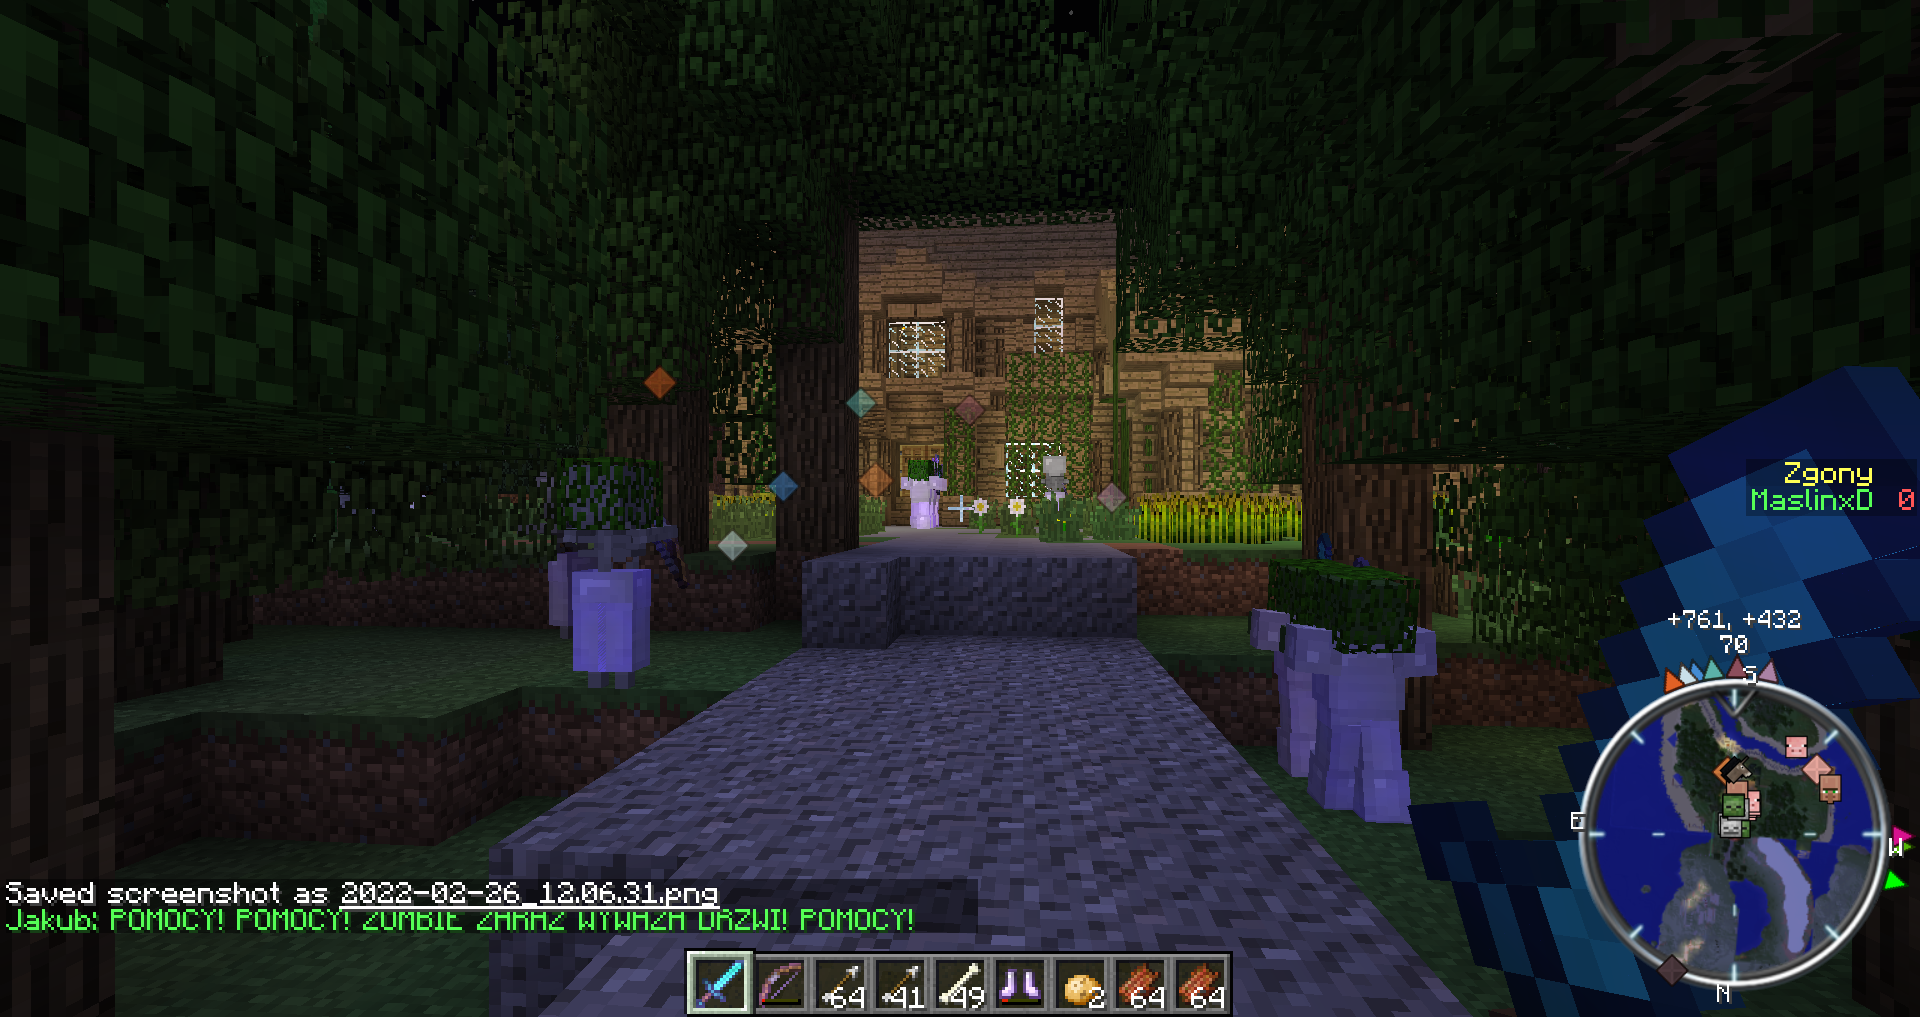 Zgony
MaslinxD 0
+761, +432
70
S
E
W
N
Saved screenshot as 2022-02-26_12.06.31.png
Jakub: POMOCY! POMOCY! ZOMBIE ZARAZ WYWAŻA DRZWI! POMOCY!
64 41 49 2 64 64